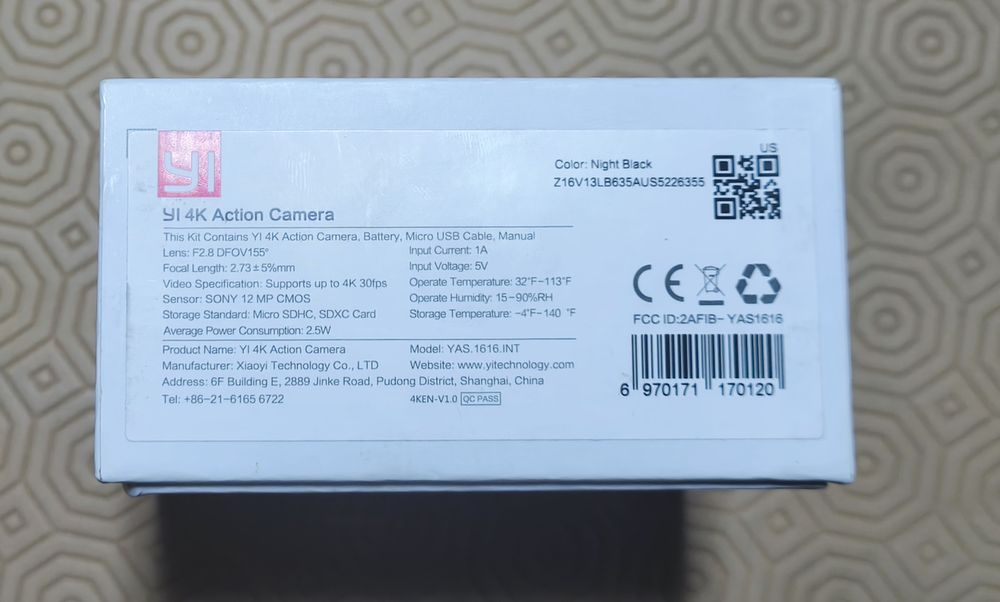 YI
US
Color: Night Black
Z16V13LB635AUS5226355
YI 4K Action Camera
This Kit Contains YI 4K Action Camera, Battery, Micro USB Cable, Manual
Lens: F2.8 DFOV155°
Focal Length: 2.73±5%mm
Video Specification: Supports up to 4K 30fps
Sensor: SONY 12 MP CMOS
Storage Standard: Micro SDHC, SDXC Card
Average Power Consumption: 2.5W
Input Current: 1A
Input Voltage: 5V
Operate Temperature: 32°F-113°F
Operate Humidity: 15-90%RH
Storage Temperature: -4°F-140 °F
Product Name: YI 4K Action Camera
Model: YAS.1616.INT
Manufacturer: Xiaoyi Technology Co., LTD
Website: www.yitechnology.com
Address: 6F Building E, 2889 Jinke Road, Pudong District, Shanghai, China
Tel: +86-21-6165 6722
4KEN-V1.0 QC PASS
CE
FCC ID:2AFIB- YAS1616
6 970171 170120